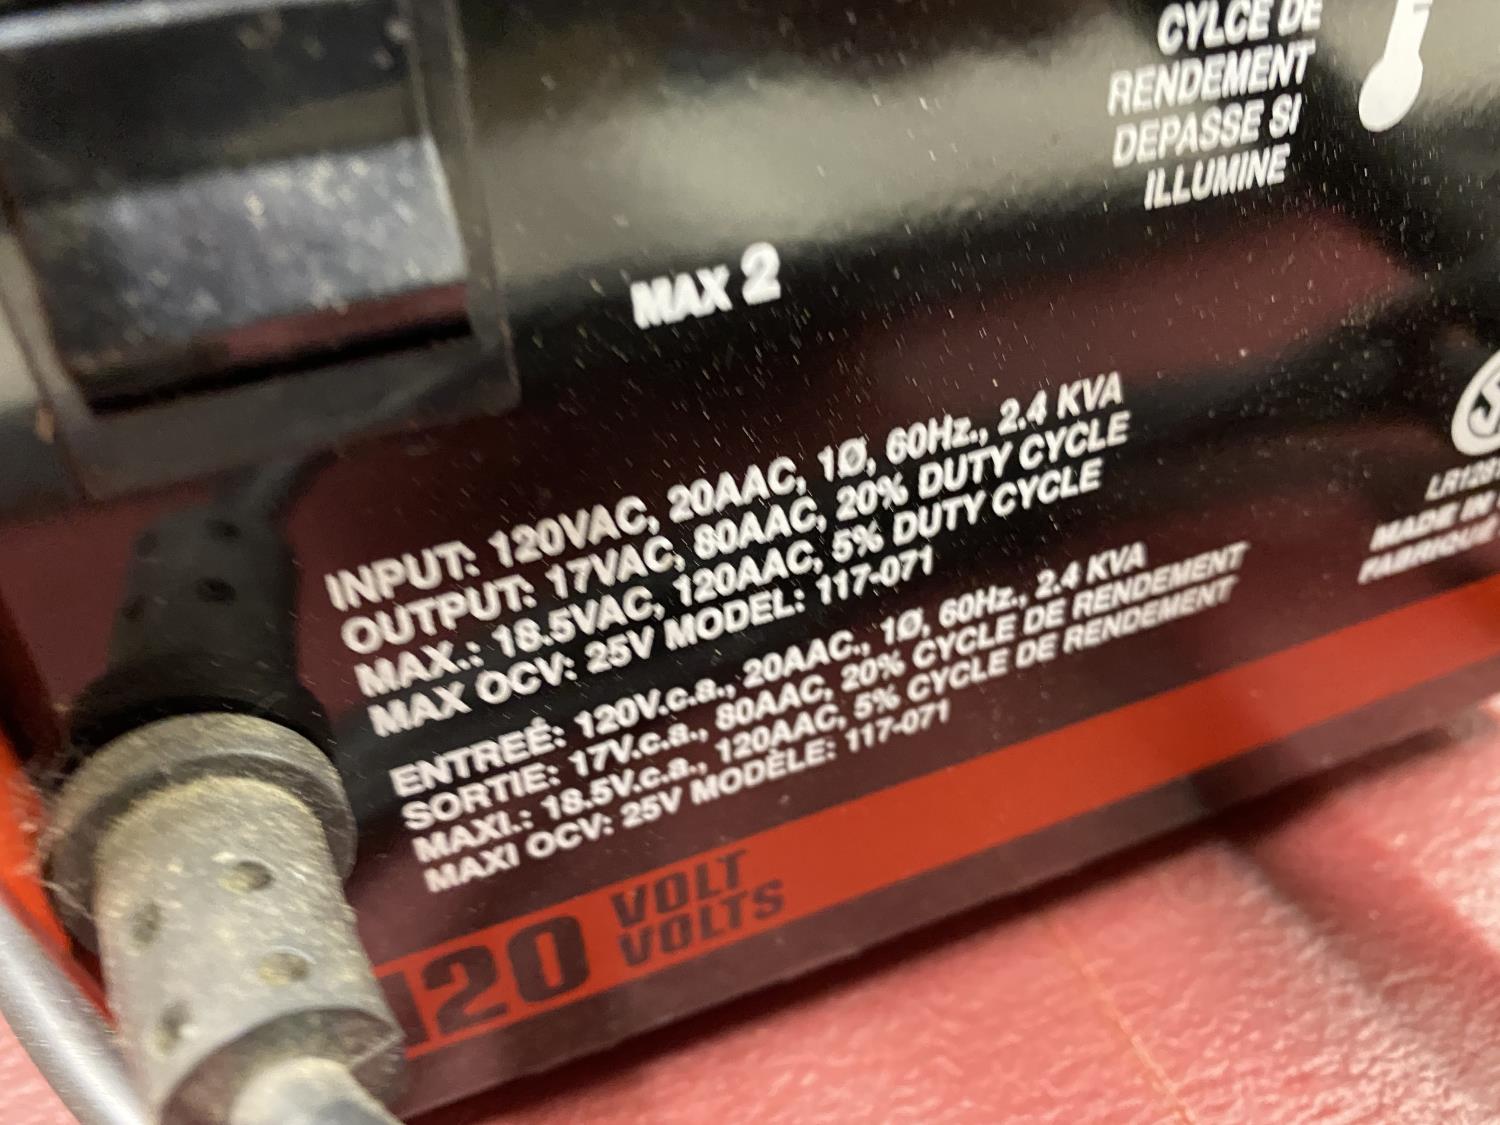 CYLCE DE
RENDEMENT
DEPASSE SI
ILLUMINE
MAX 2
INPUT: 120VAC, 20AAC, 1Ø, 60Hz., 2.4 KVA
OUTPUT: 17VAC, 80AAC, 20% DUTY CYCLE
MAX.: 18.5VAC, 120AAC, 5% DUTY CYCLE
MAX OCV: 25V MODEL: 117-071
ENTREÉ: 120V.c.a., 20AAC., 1Ø, 60Hz., 2.4 KVA
SORTIE: 17V.c.a., 80AAC, 20% CYCLE DE RENDEMENT
MAXI.: 18.5V.c.a., 120AAC, 5% CYCLE DE RENDEMENT
MAXI OCV: 25V MODÈLE: 117-071
MADE IN
120 VOLT
VOLTS